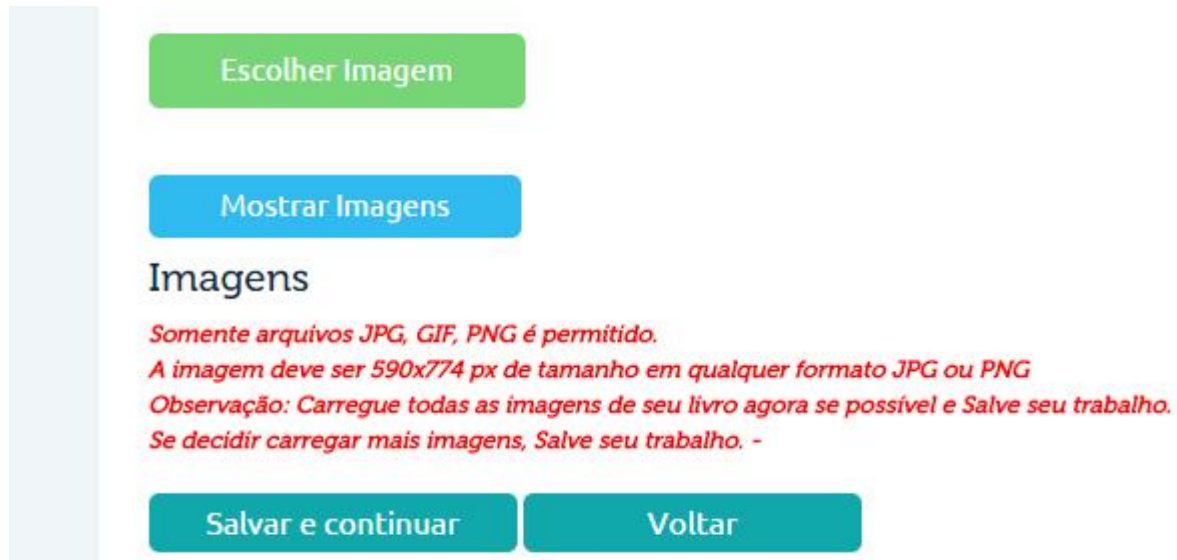 Escolher Imagem
Mostrar Imagens
Imagens
Somente arquivos JPG, GIF, PNG é permitido.
A imagem deve ser 590x774 px de tamanho em qualquer formato JPG ou PNG
Observação: Carregue todas as imagens de seu livro agora se possível e Salve seu trabalho.
Se decidir carregar mais imagens, Salve seu trabalho. -
Salvar e continuar Voltar